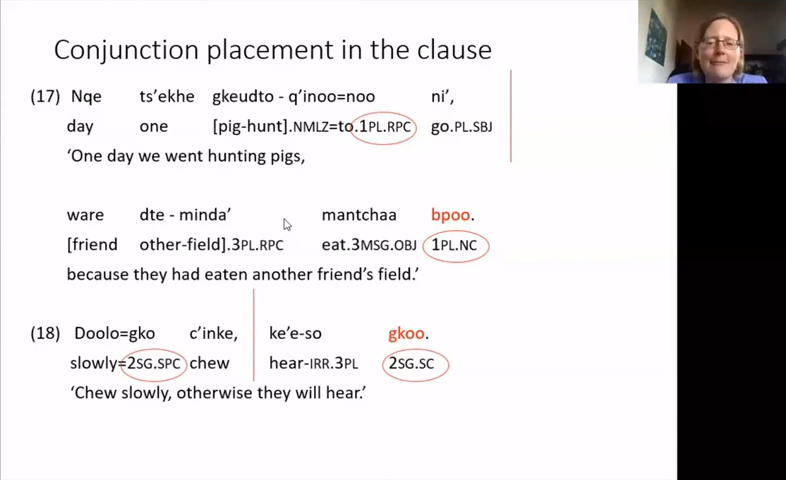 Conjunction placement in the clause
(17) Nqe ts'ekhe gkeudto - q'inoo=noo ni',
day one [pig-hunt].NMLZ=to.1PL.RPC go.PL.SBJ
'One day we went hunting pigs,
ware dte - minda' mantchaa bpoo.
[friend other-field].3PL.RPC eat.3MSG.OBJ 1PL.NC
because they had eaten another friend's field.'
(18) Doolo=gko c'inke, ke'e-so gkoo.
slowly=2SG.SPC chew hear-IRR.3PL 2SG.SC
'Chew slowly, otherwise they will hear.'